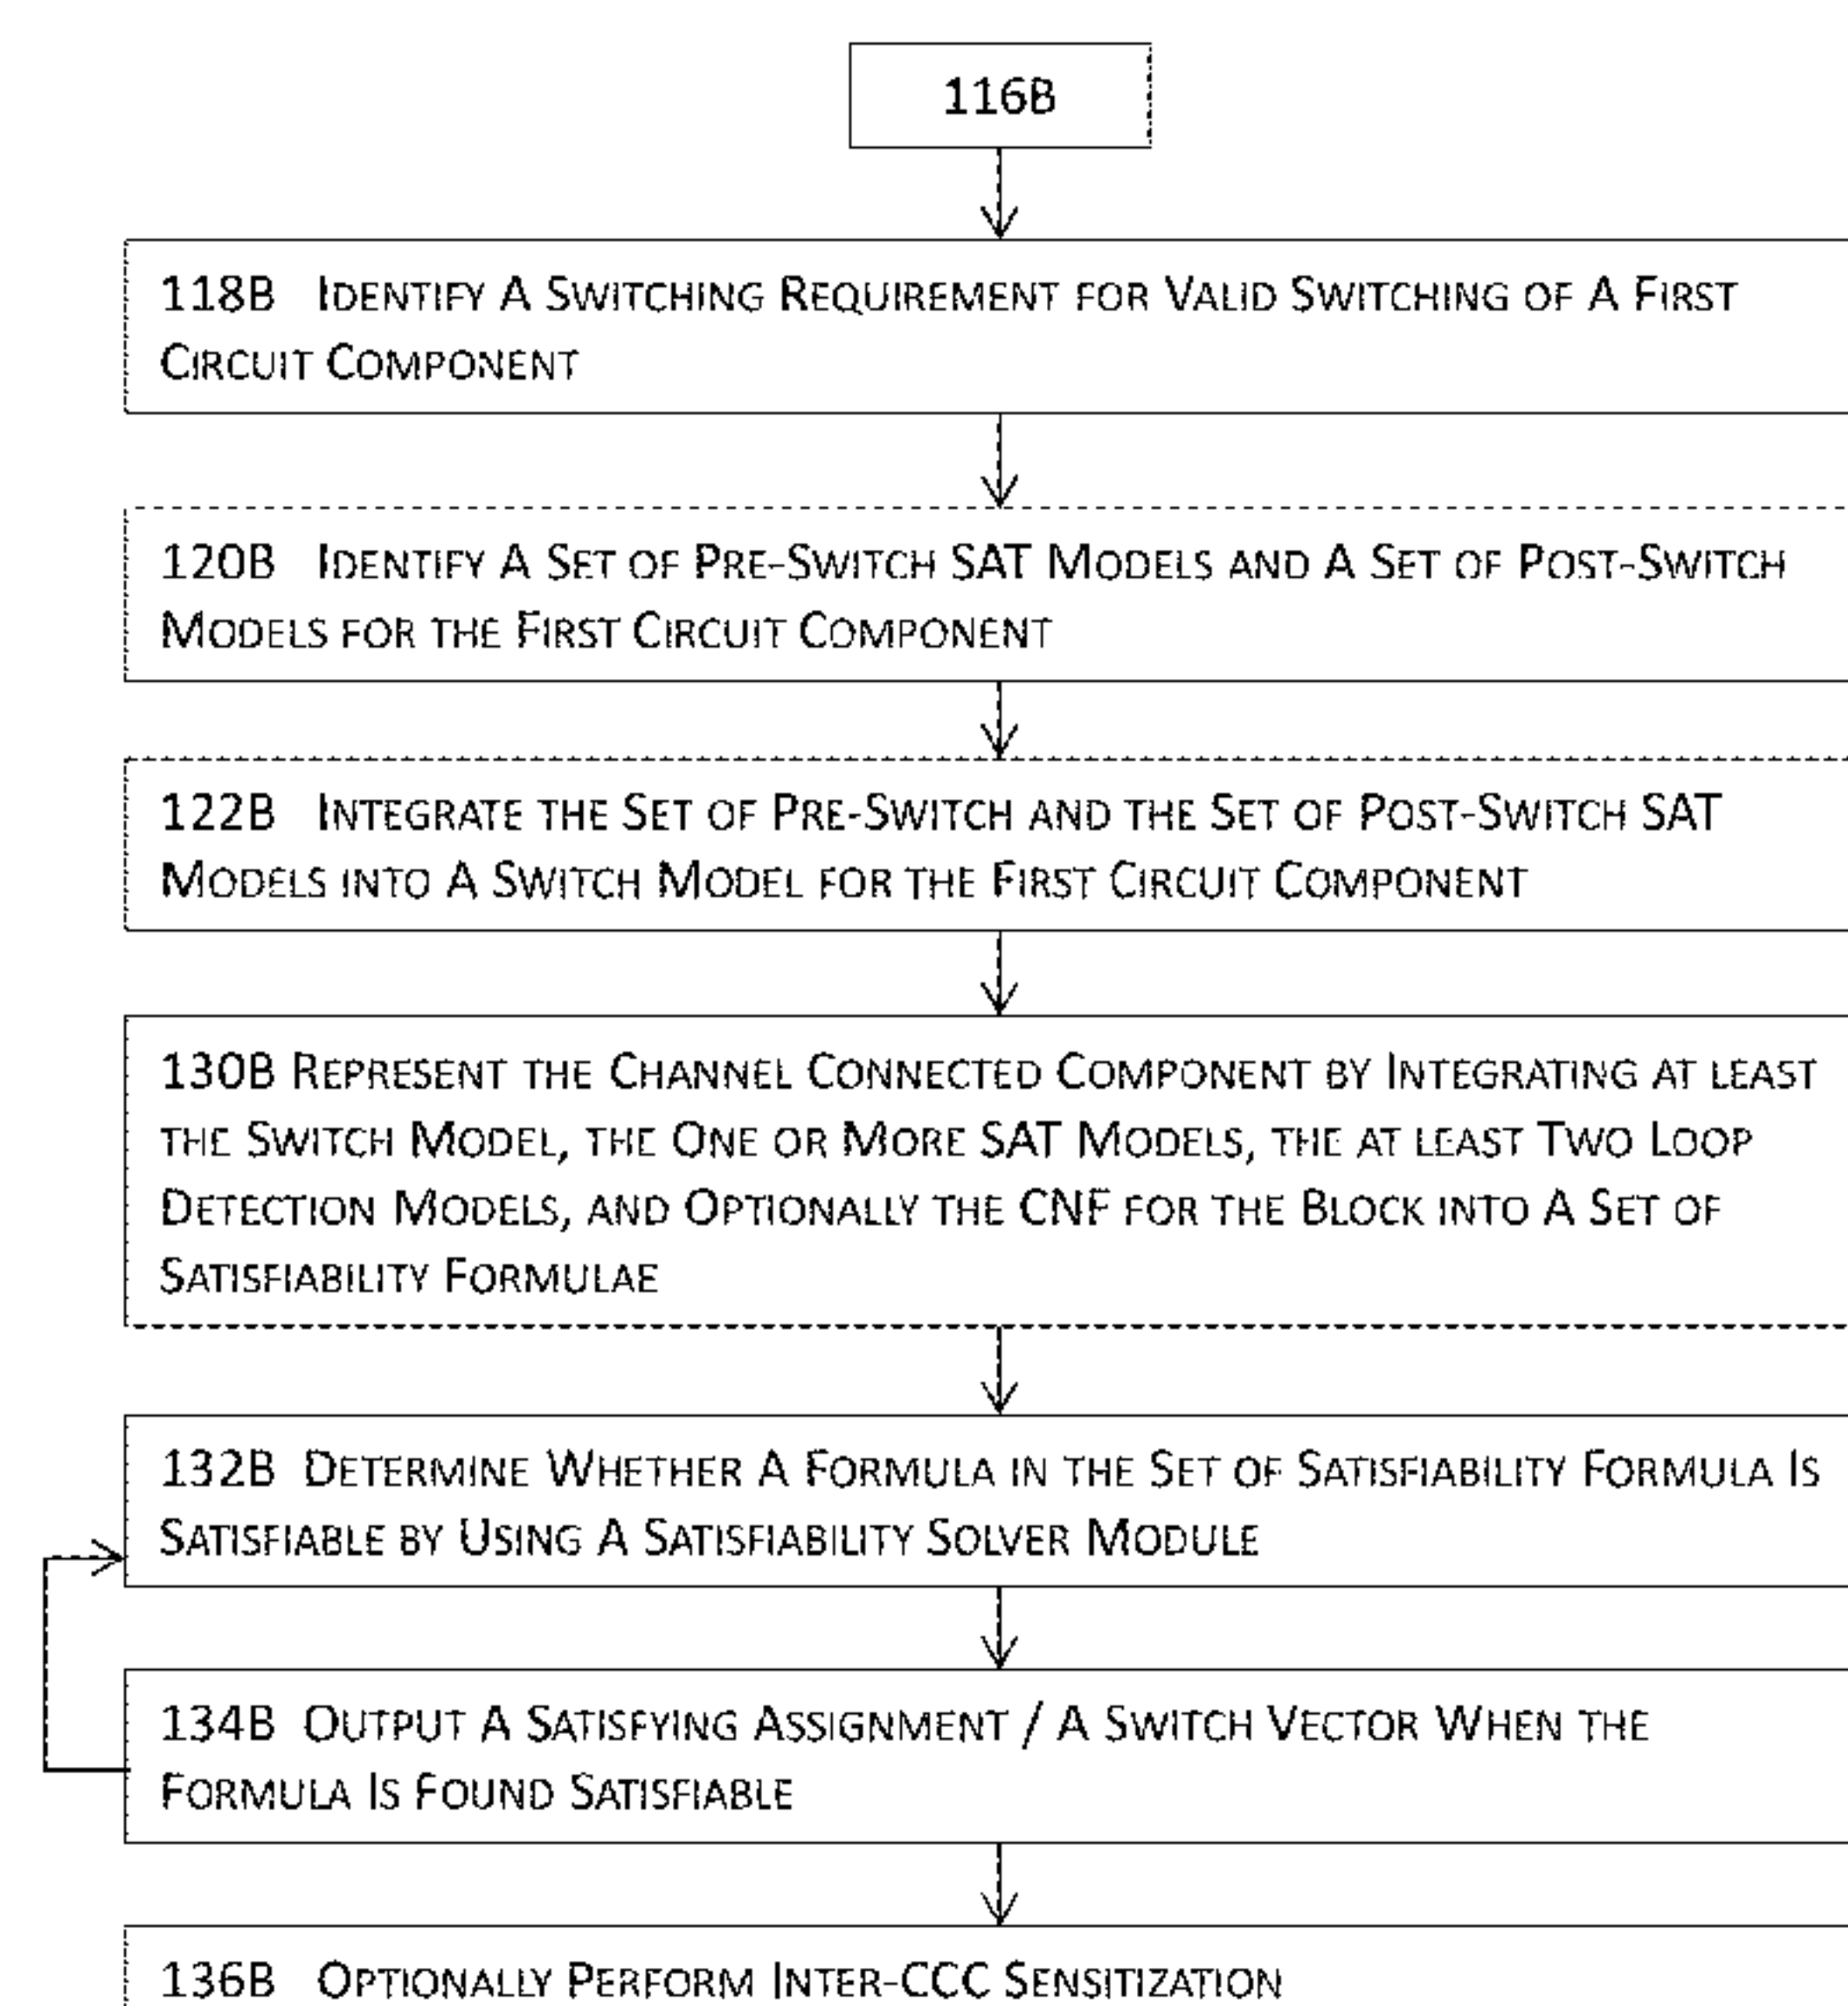 116B
118B Identify A Switching Requirement for Valid Switching of A First
Circuit Component
120B Identify A Set of Pre-Switch SAT Models and A Set of Post-Switch
Models for the First Circuit Component
122B Integrate the Set of Pre-Switch and the Set of Post-Switch SAT
Models into A Switch Model for the First Circuit Component
130B Represent the Channel Connected Component by Integrating at least
the Switch Model, the One or More SAT Models, the at least Two Loop
Detection Models, and Optionally the CNF for the Block into A Set of
Satisfiability Formulae
132B Determine Whether A Formula in the Set of Satisfiability Formula Is
Satisfiable by Using A Satisfiability Solver Module
134B Output A Satisfying Assignment / A Switch Vector When the
Formula Is Found Satisfiable
136B Optionally Perform Inter-CCC Sensitization